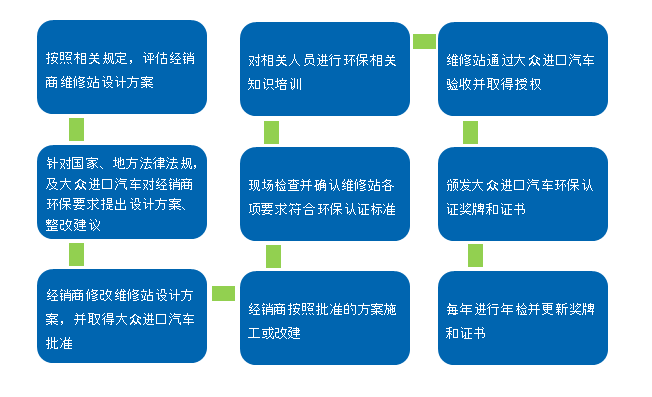 按照相关规定，评估经销
商维修站设计方案
针对国家、地方法律法规，
及大众进口汽车对经销商
环保要求提出设计方案、
整改建议
经销商修改维修站设计方
案，并取得大众进口汽车
批准
经销商按照批准的方案施
工或改建
现场检查并确认维修站各
项要求符合环保认证标准
对相关人员进行环保相关
知识培训
维修站通过大众进口汽车
验收并取得授权
颁发大众进口汽车环保认
证奖牌和证书
每年进行年检并更新奖牌
和证书